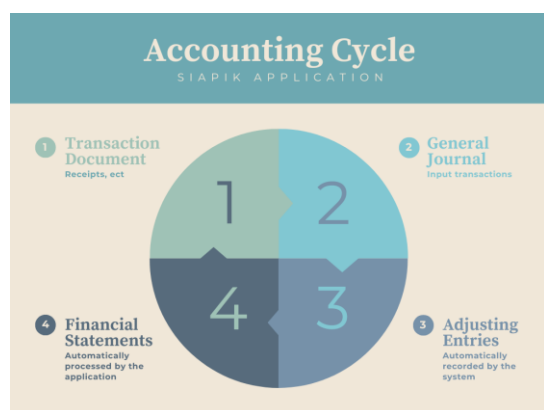 Accounting Cycle
SIAPIK APPLICATION
1
Transaction
Document
Receipts, ect
2
General
Journal
Input transactions
1
2
4
3
4
Financial
Statements
Automatically
processed by the
application
3
Adjusting
Entries
Automatically
recorded by the
system